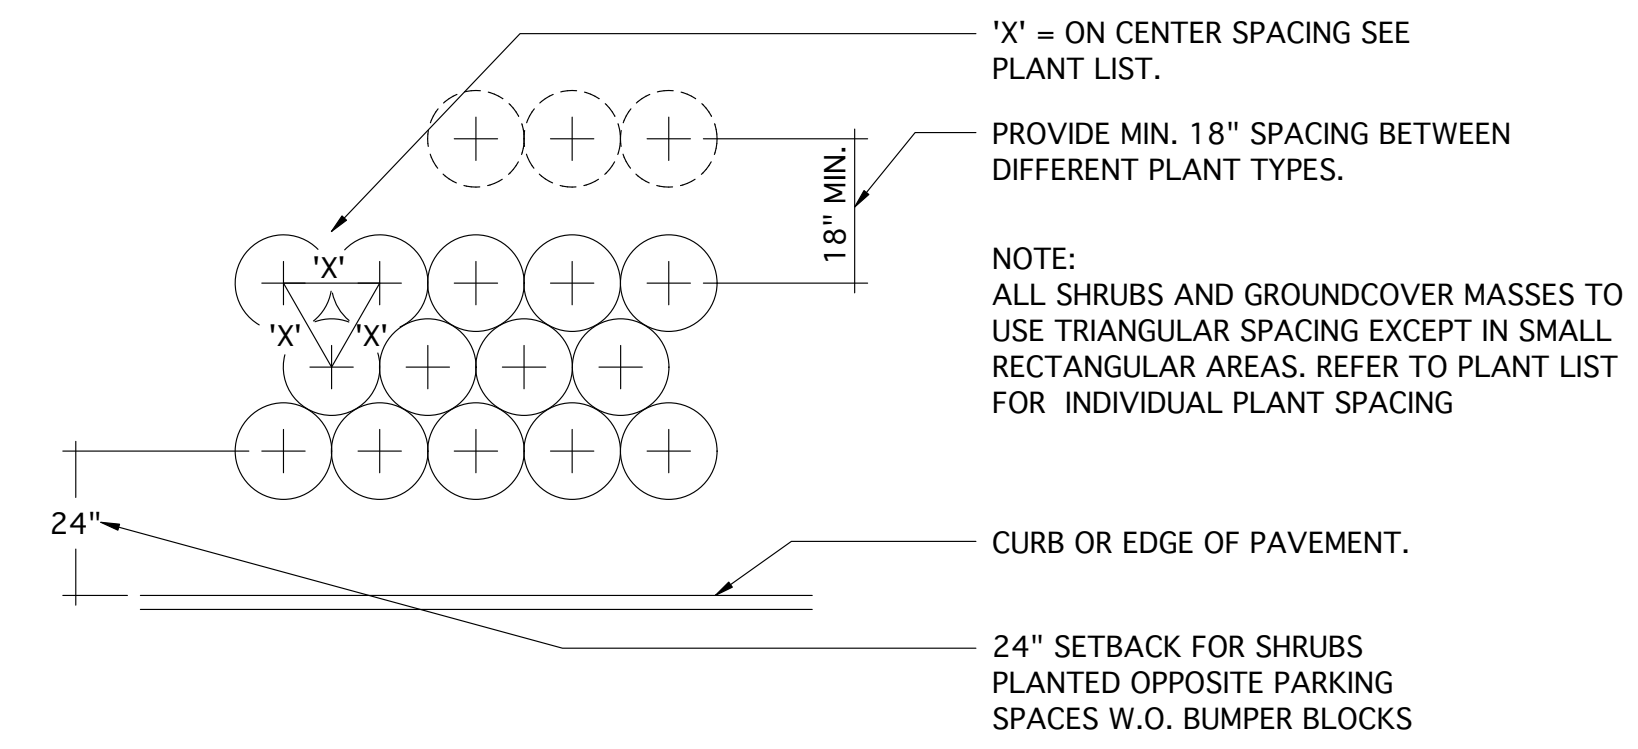 'X' = ON CENTER SPACING SEE
PLANT LIST.
PROVIDE MIN. 18" SPACING BETWEEN
DIFFERENT PLANT TYPES.
18" MIN.
'X'
'X'
'X'
NOTE:
ALL SHRUBS AND GROUNDCOVER MASSES TO
USE TRIANGULAR SPACING EXCEPT IN SMALL
RECTANGULAR AREAS. REFER TO PLANT LIST
FOR  INDIVIDUAL PLANT SPACING
24"
CURB OR EDGE OF PAVEMENT.
24" SETBACK FOR SHRUBS
PLANTED OPPOSITE PARKING
SPACES W.O. BUMPER BLOCKS